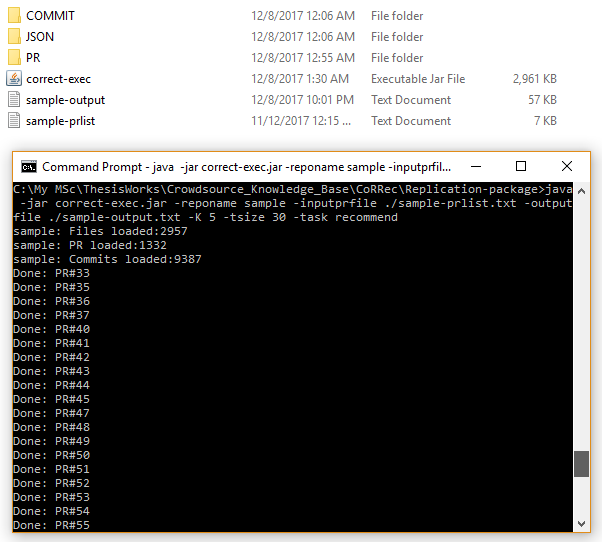 COMMIT 12/8/2017 12:06 AM File folder
JSON 12/8/2017 12:06 AM File folder
PR 12/8/2017 12:55 AM File folder
correct-exec 12/8/2017 1:30 AM Executable Jar File 2,961 KB
sample-output 12/8/2017 10:01 PM Text Document 57 KB
sample-prlist 11/12/2017 12:15 ... Text Document 7 KB
Command Prompt - java -jar correct-exec.jar -reponame sample -inputprfil...
C:\My MSc\ThesisWorks\Crowdsource_Knowledge_Base\CoRRec\Replication-package>java
-jar correct-exec.jar -reponame sample -inputprfile ./sample-prlist.txt -output
file ./sample-output.txt -K 5 -tsize 30 -task recommend
sample: Files loaded:2957
sample: PR loaded:1332
sample: Commits loaded:9387
Done: PR#33
Done: PR#35
Done: PR#36
Done: PR#37
Done: PR#40
Done: PR#41
Done: PR#42
Done: PR#43
Done: PR#44
Done: PR#45
Done: PR#47
Done: PR#48
Done: PR#49
Done: PR#50
Done: PR#51
Done: PR#52
Done: PR#53
Done: PR#54
Done: PR#55